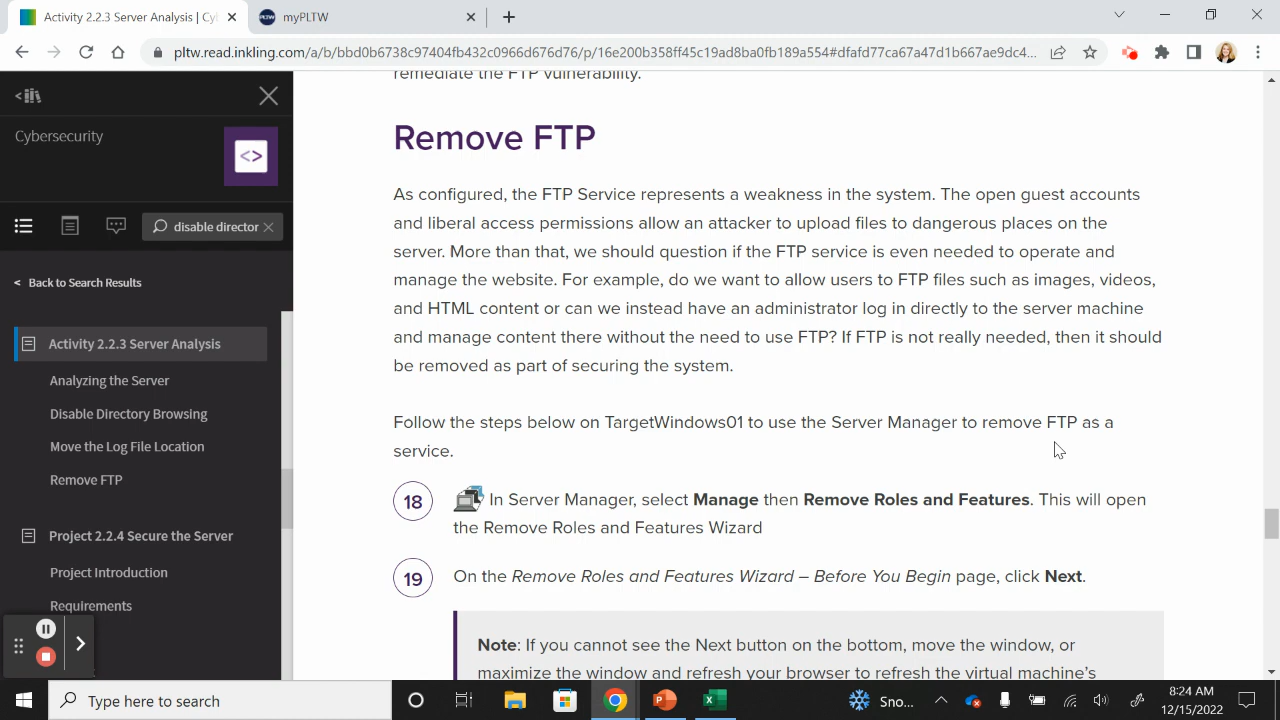 Activity 2.2.3 Server Analysis | Cyl
PLTW
myPLTW
pltw.read.inkling.com/a/b/bbd0b6738c97404fb432c0966d676d76/p/16e200b358ff45c19ad8ba0fb189a554#dfafd77ca67a47d1b667ae9dc4...
Cybersecurity
<>
disable director
< Back to Search Results
Activity 2.2.3 Server Analysis
Analyzing the Server
Disable Directory Browsing
Move the Log File Location
Remove FTP
Project 2.2.4 Secure the Server
Project Introduction
Requirements
remediate the FTP vulnerability.
Remove FTP
As configured, the FTP Service represents a weakness in the system. The open guest accounts
and liberal access permissions allow an attacker to upload files to dangerous places on the
server. More than that, we should question if the FTP service is even needed to operate and
manage the website. For example, do we want to allow users to FTP files such as images, videos,
and HTML content or can we instead have an administrator log in directly to the server machine
and manage content there without the need to use FTP? If FTP is not really needed, then it should
be removed as part of securing the system.
Follow the steps below on TargetWindows01 to use the Server Manager to remove FTP as a
service.
18 In Server Manager, select Manage then Remove Roles and Features. This will open
the Remove Roles and Features Wizard
19 On the Remove Roles and Features Wizard – Before You Begin page, click Next.
Note: If you cannot see the Next button on the bottom, move the window, or
maximize the window and refresh your browser to refresh the virtual machine's
Type here to search
Sno...
8:24 AM
12/15/2022